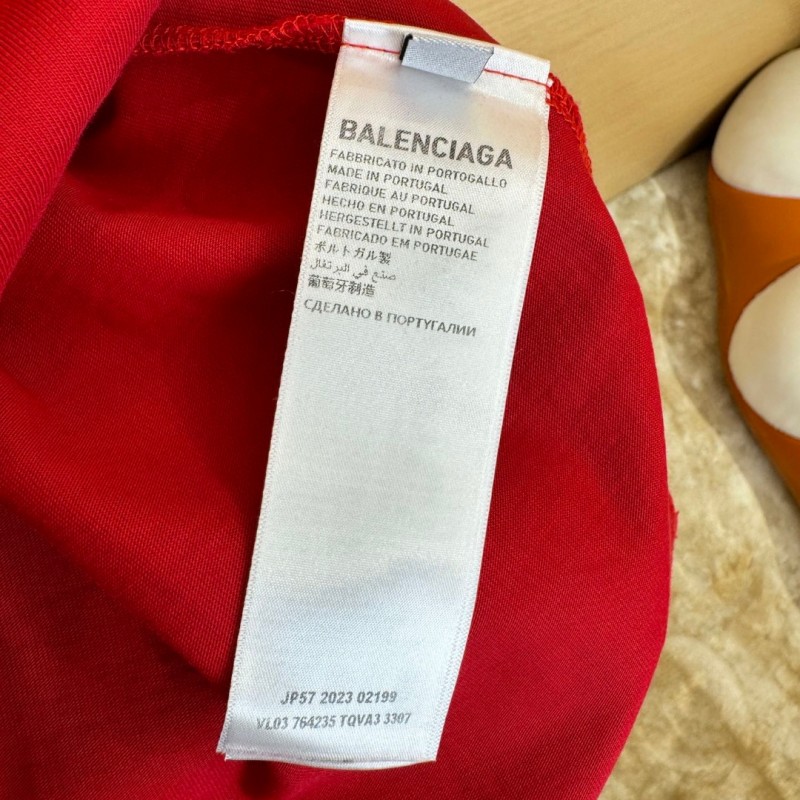 BALENCIAGA
FABBRICATO IN PORTOGALLO
MADE IN PORTUGAL
FABRIQUE AU PORTUGAL
HECHO EN PORTUGAL
HERGESTELLT IN PORTUGAL
FABRICADO EM PORTUGAE
ポルトガル製
صنع في البرتغال
葡萄牙制造
СДЕЛАНО В ПОРТУГАЛИИ
JP57 2023 02199
VL03 764235 TQVA3 3307